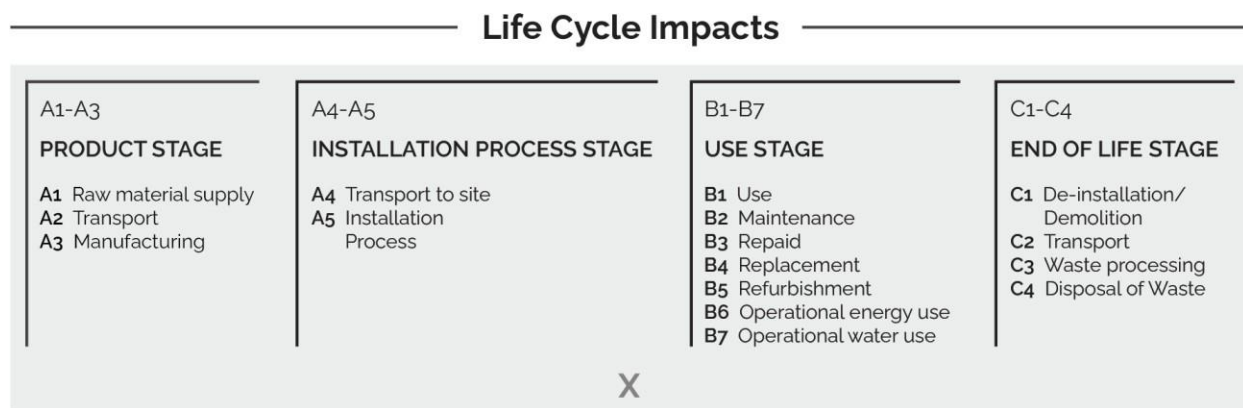 Life Cycle Impacts
A1-A3
PRODUCT STAGE
A1 Raw material supply
A2 Transport
A3 Manufacturing
A4-A5
INSTALLATION PROCESS STAGE
A4 Transport to site
A5 Installation
Process
B1-B7
USE STAGE
B1 Use
B2 Maintenance
B3 Repaid
B4 Replacement
B5 Refurbishment
B6 Operational energy use
B7 Operational water use
C1-C4
END OF LIFE STAGE
C1 De-installation/
Demolition
C2 Transport
C3 Waste processing
C4 Disposal of Waste
X